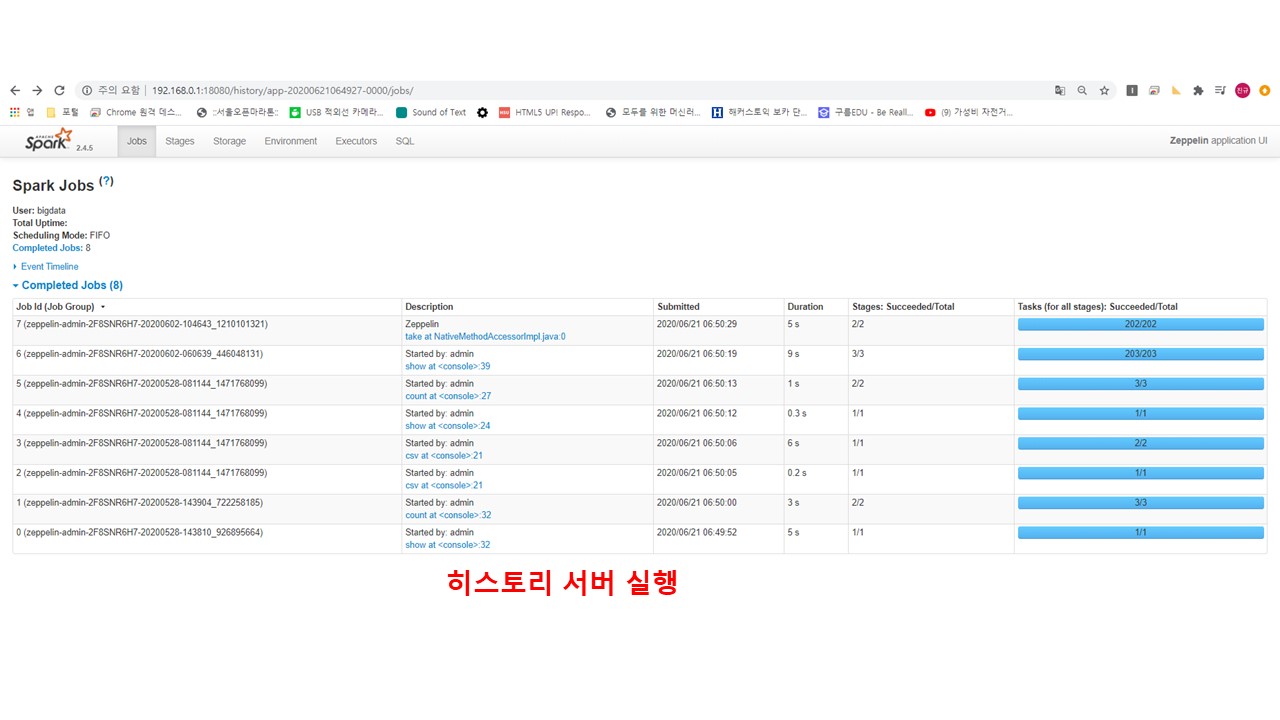 주의 요함 | 192.168.0.1:18080/history/app-20200621064927-0000/jobs/
앱 포털 Chrome 원격 데스... ::서울오픈마라톤:: USB 적외선 카메라... Sound of Text HTML5 UP! Respo... 모두를 위한 머신러... 해커스토익 보카 단... 구름EDU - Be Reall... (9) 가성비 자전거...
APACHE Spark 2.4.5 Jobs Stages Storage Environment Executors SQL Zeppelin application UI
Spark Jobs (?)
User: bigdata
Total Uptime:
Scheduling Mode: FIFO
Completed Jobs: 8
Event Timeline
Completed Jobs (8)
Job Id (Job Group) Description Submitted Duration Stages: Succeeded/Total Tasks (for all stages): Succeeded/Total
7 (zeppelin-admin-2F8SNR6H7-20200602-104643_1210101321) Zeppelin 2020/06/21 06:50:29 5 s 2/2 202/202
take at NativeMethodAccessorImpl.java:0
6 (zeppelin-admin-2F8SNR6H7-20200602-060639_446048131) Started by: admin 2020/06/21 06:50:19 9 s 3/3 203/203
show at <console>:39
5 (zeppelin-admin-2F8SNR6H7-20200528-081144_1471768099) Started by: admin 2020/06/21 06:50:13 1 s 2/2 3/3
count at <console>:27
4 (zeppelin-admin-2F8SNR6H7-20200528-081144_1471768099) Started by: admin 2020/06/21 06:50:12 0.3 s 1/1 1/1
show at <console>:24
3 (zeppelin-admin-2F8SNR6H7-20200528-081144_1471768099) Started by: admin 2020/06/21 06:50:06 6 s 1/1 2/2
csv at <console>:21
2 (zeppelin-admin-2F8SNR6H7-20200528-081144_1471768099) Started by: admin 2020/06/21 06:50:05 0.2 s 1/1 1/1
csv at <console>:21
1 (zeppelin-admin-2F8SNR6H7-20200528-143904_722258185) Started by: admin 2020/06/21 06:50:00 3 s 2/2 3/3
count at <console>:32
0 (zeppelin-admin-2F8SNR6H7-20200528-143810_926895664) Started by: admin 2020/06/21 06:49:52 5 s 1/1 1/1
show at <console>:32
히스토리 서버 실행